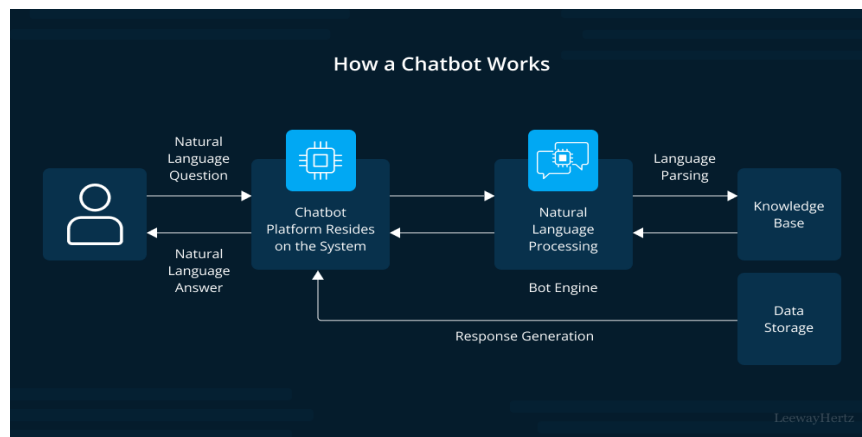 How a Chatbot Works
Natural
Language
Question
Natural
Language
Answer
Chatbot
Platform Resides
on the System
Natural
Language
Processing
Bot Engine
Language
Parsing
Knowledge
Base
Data
Storage
Response Generation
LeewayHertz